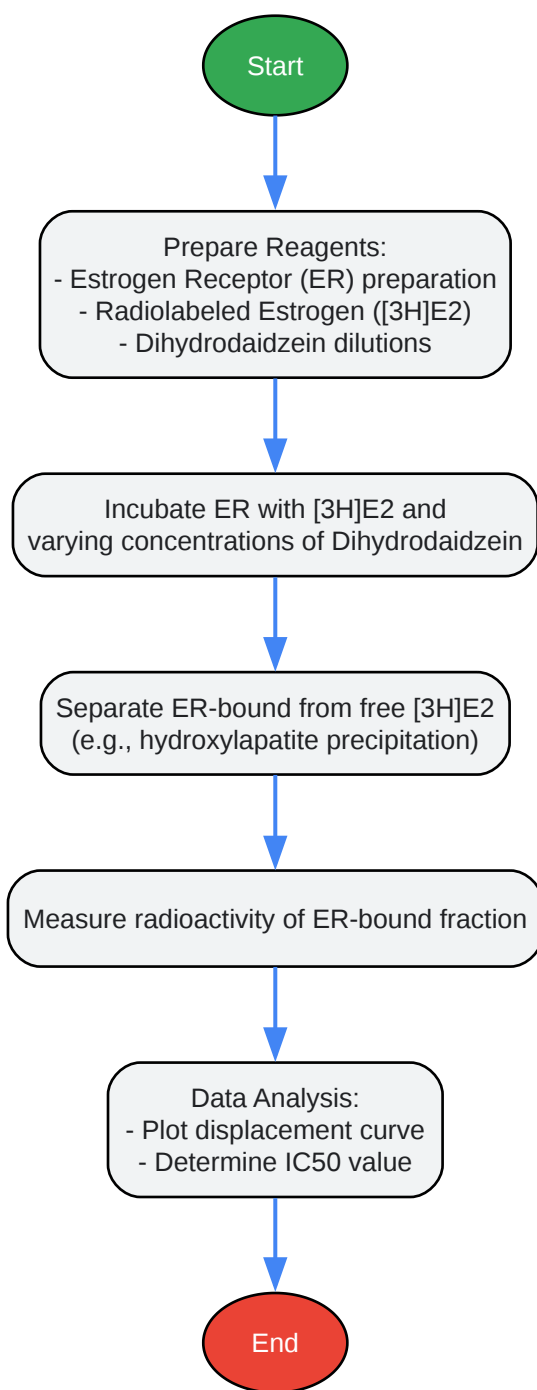 Start
Prepare Reagents:
- Estrogen Receptor (ER) preparation
- Radiolabeled Estrogen ([3H]E2)
- Dihydrodaidzein dilutions
Incubate ER with [3H]E2 and
varying concentrations of Dihydrodaidzein
Separate ER-bound from free [3H]E2
(e.g., hydroxylapatite precipitation)
Measure radioactivity of ER-bound fraction
Data Analysis:
- Plot displacement curve
- Determine IC50 value
End